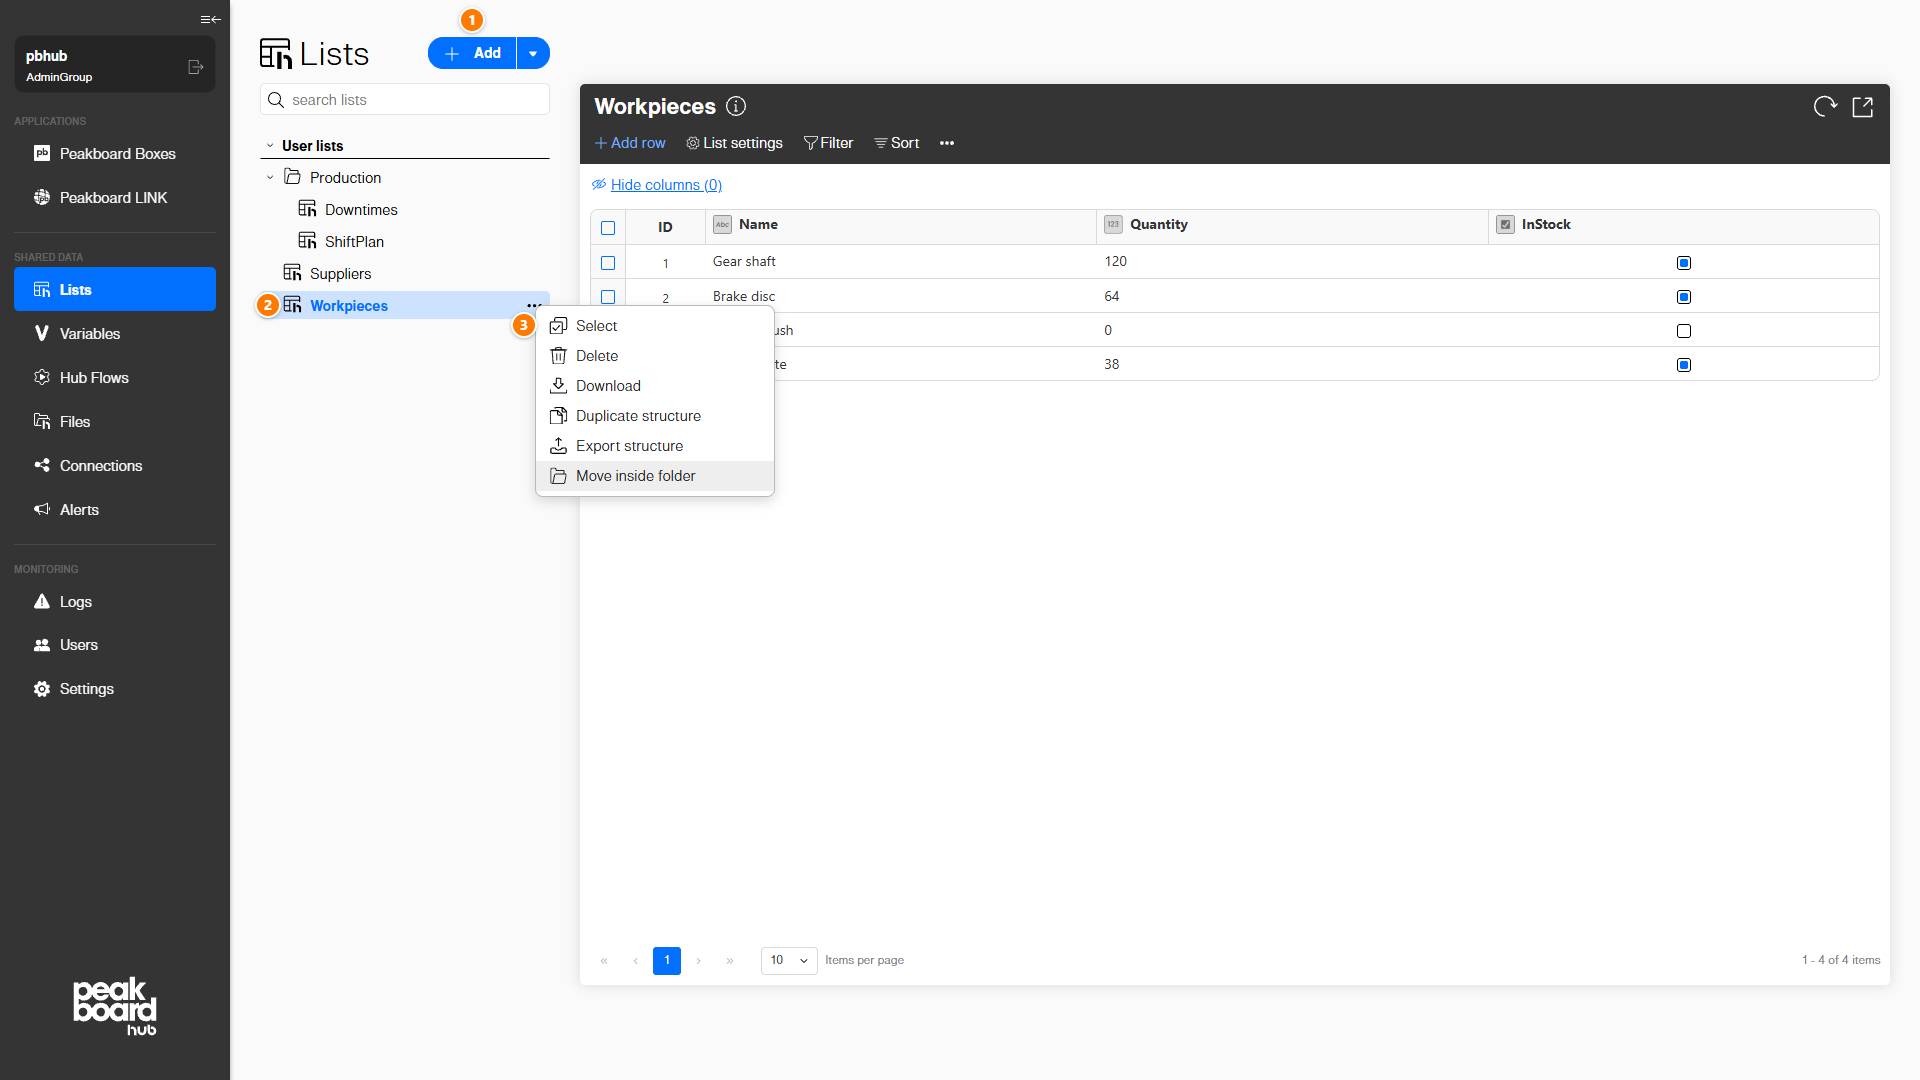 pbhub
AdminGroup
APPLICATIONS
pb Peakboard Boxes
Peakboard LINK
SHARED DATA
Lists
Variables
Hub Flows
Files
Connections
Alerts
MONITORING
Logs
Users
Settings
peak
board
hub
1
Lists
Add
search lists
User lists
Production
Downtimes
ShiftPlan
Suppliers
2 Workpieces ...
3
Select
Delete
Download
Duplicate structure
Export structure
Move inside folder
Workpieces
Add row List settings Filter Sort ...
Hide columns (0)
ID Abc Name 123 Quantity InStock
1 Gear shaft 120
2 Brake disc 64
ush 0
te 38
« ‹ 1 › » 10 Items per page 1 - 4 of 4 items